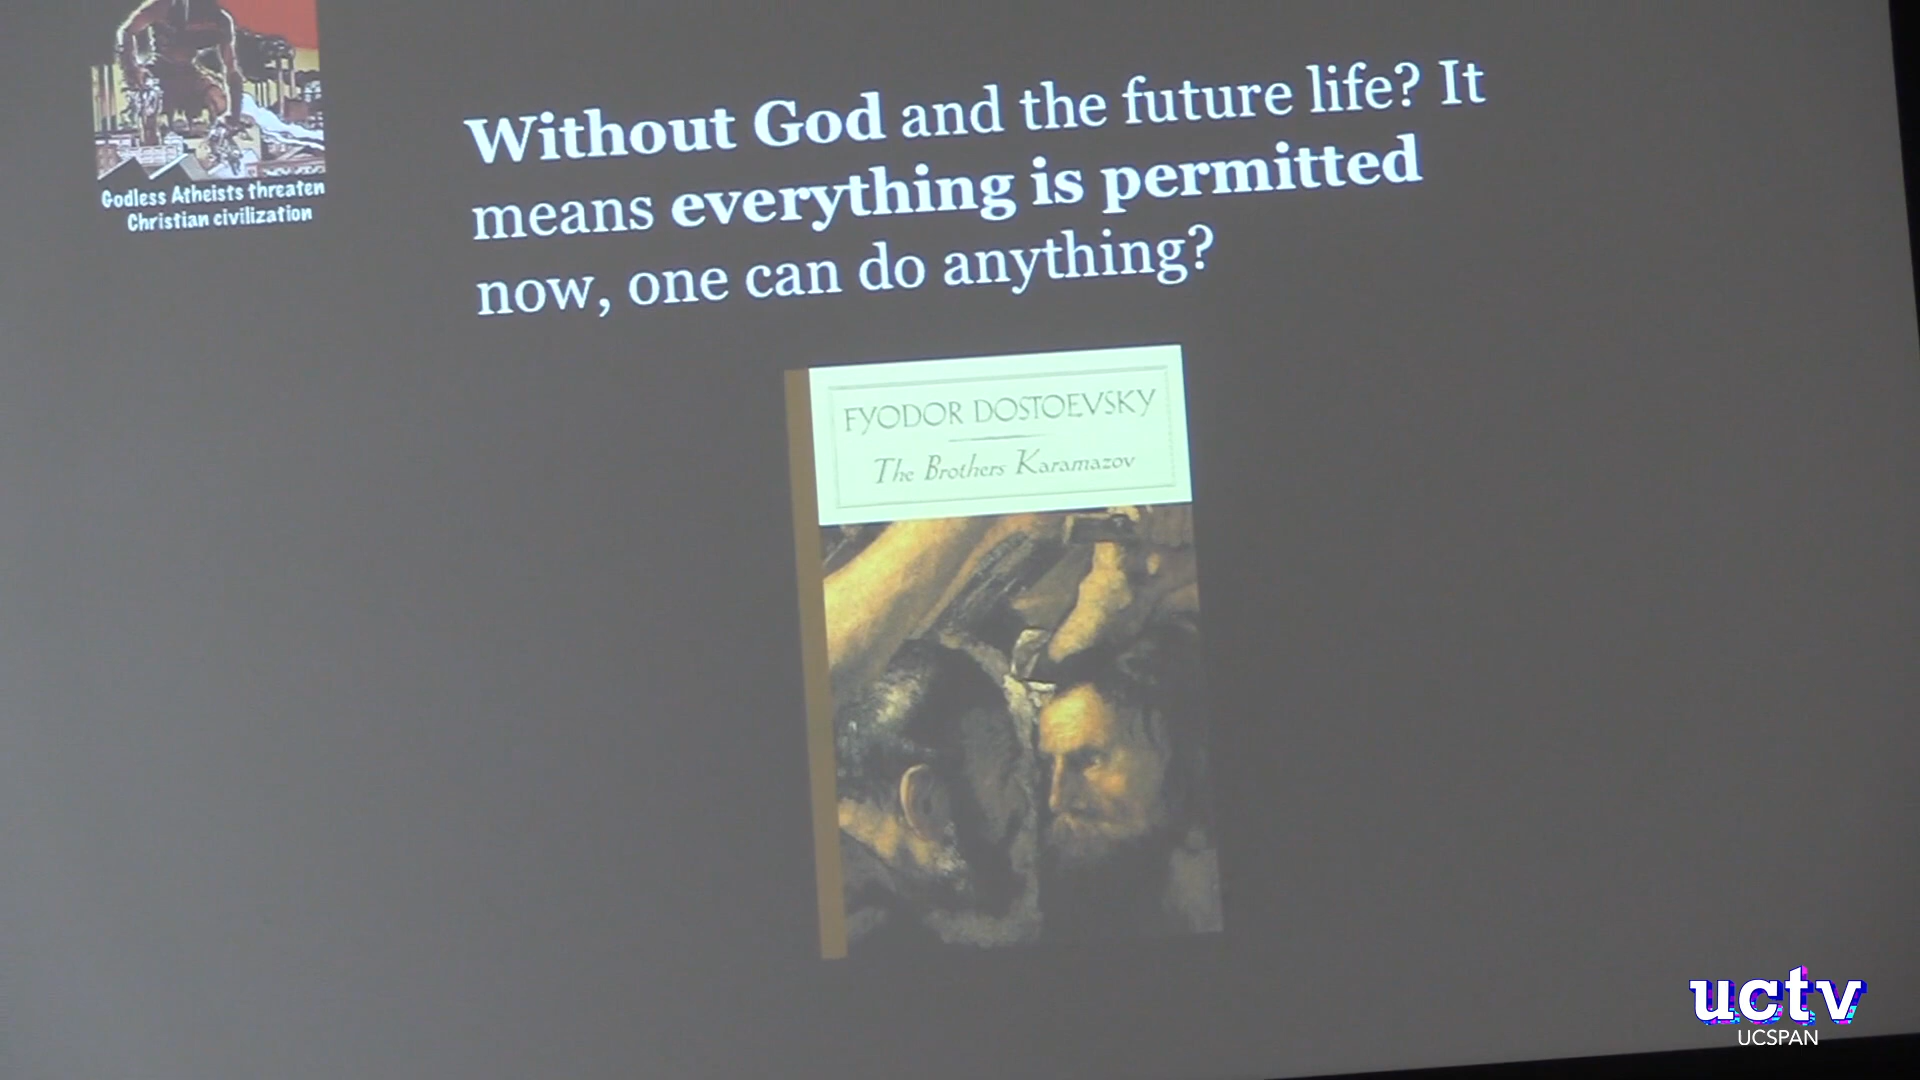 Without God and the future life? It
means everything is permitted
now, one can do anything?
Godless Atheists threaten
Christian civilization
FYODOR DOSTOEVSKY
The Brothers Karamazov
uctv
UCSPAN